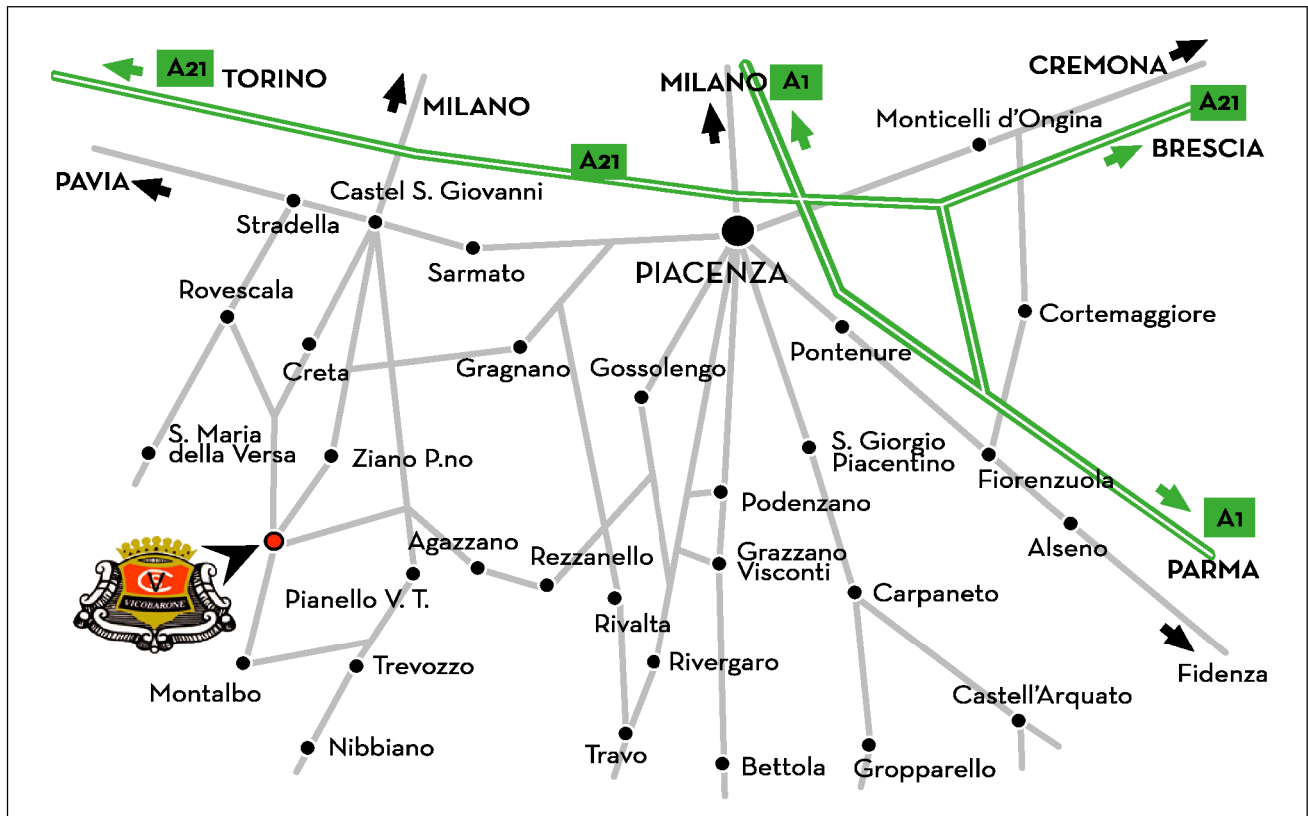 A21
TORINO
MILANO
MILANO
A1
CREMONA
A21
Monticelli d'Ongina
BRESCIA
A21
PAVIA
Castel S. Giovanni
Stradella
Sarmato
PIACENZA
Rovescala
Cortemaggiore
Creta
Gragnano
Gossolengo
Pontenure
S. Maria
della Versa
Ziano P.no
S. Giorgio
Piacentino
Fiorenzuola
Podenzano
A1
Agazzano
Rezzanello
Grazzano
Visconti
Alseno
PARMA
CVA
VICOBARONE
Pianello V. T.
Rivalta
Carpaneto
Montalbo
Trevozzo
Rivergaro
Fidenza
Castell'Arquato
Nibbiano
Travo
Bettola
Gropparello